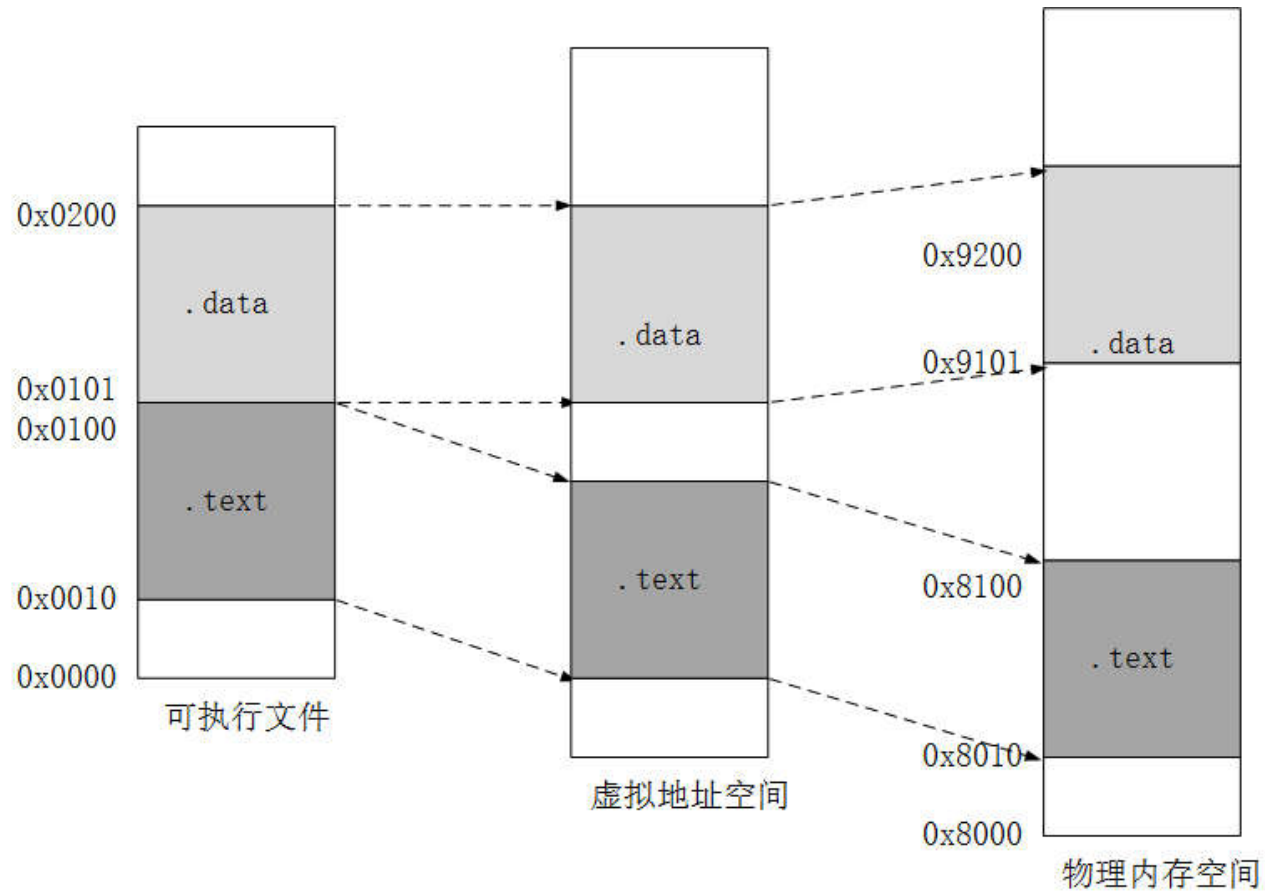 0x0200
.data
0x0101
0x0100
.text
0x0010
0x0000
可执行文件
.data
.text
虚拟地址空间
0x9200
.data
0x9101
0x8100
.text
0x8010
0x8000
物理内存空间